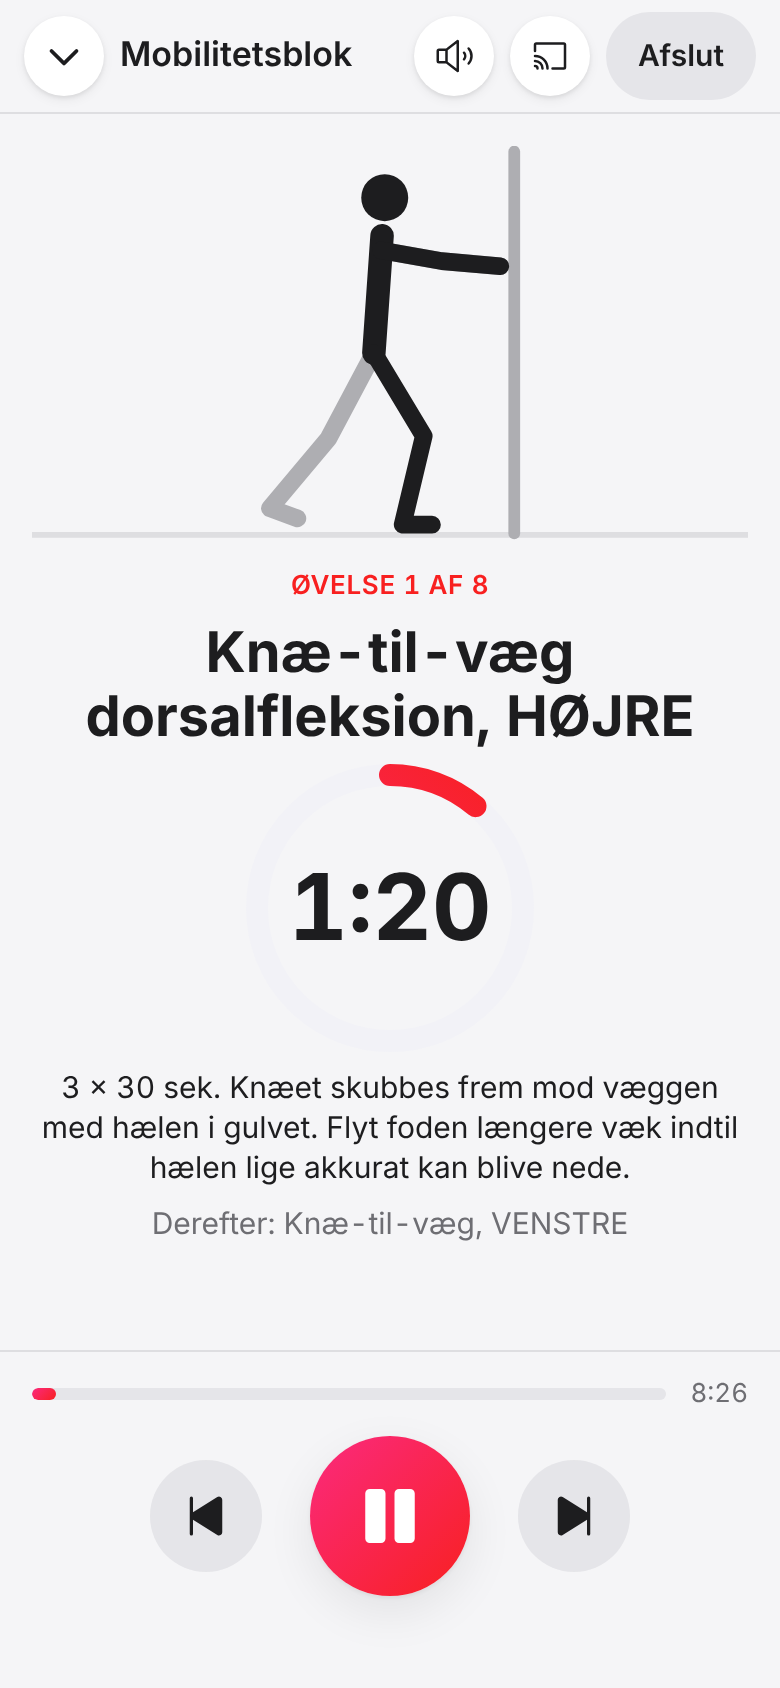 Mobilitetsblok
Afslut
ØVELSE 1 AF 8
Knæ-til-væg
dorsalfleksion, HØJRE
1:20
3 × 30 sek. Knæet skubbes frem mod væggen
med hælen i gulvet. Flyt foden længere væk indtil
hælen lige akkurat kan blive nede.
Derefter: Knæ-til-væg, VENSTRE
8:26